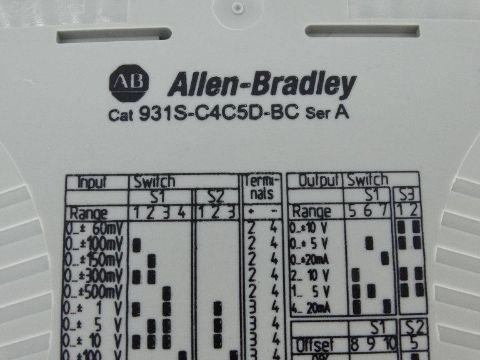 AB Allen-Bradley
Cat 931S-C4C5D-BC Ser A
Input Switch Termi-nals
S1 S2
Range 1 2 3 4 1 2 3 + -
0...± 60mV 2 4
0...±100mV 2 4
0...±150mV 2 4
0...±300mV 2 4
0...±500mV 2 4
0...± 1 V 3 4
0...± 5 V 3 4
0...± 10 V 3 4
0...±100
Output Switch
S1 S3
Range 5 6 7 1 2
0...±10 V
0...± 5 V
0...±20mA
2...10 V
1... 5 V
4...20mA
S1 S2
Offset 8 9 10 5